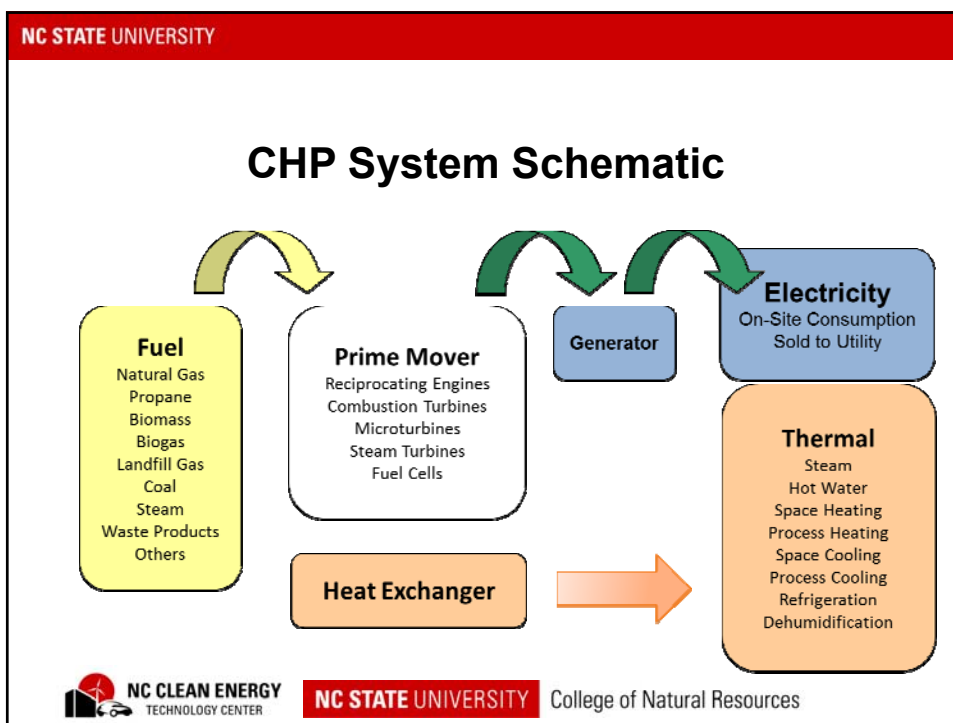 NC STATE UNIVERSITY
CHP System Schematic
Fuel
Natural Gas
Propane
Biomass
Biogas
Landfill Gas
Coal
Steam
Waste Products
Others
Prime Mover
Reciprocating Engines
Combustion Turbines
Microturbines
Steam Turbines
Fuel Cells
Heat Exchanger
Generator
Electricity
On-Site Consumption
Sold to Utility
Thermal
Steam
Hot Water
Space Heating
Process Heating
Space Cooling
Process Cooling
Refrigeration
Dehumidification
NC CLEAN ENERGY
TECHNOLOGY CENTER
NC STATE UNIVERSITY College of Natural Resources